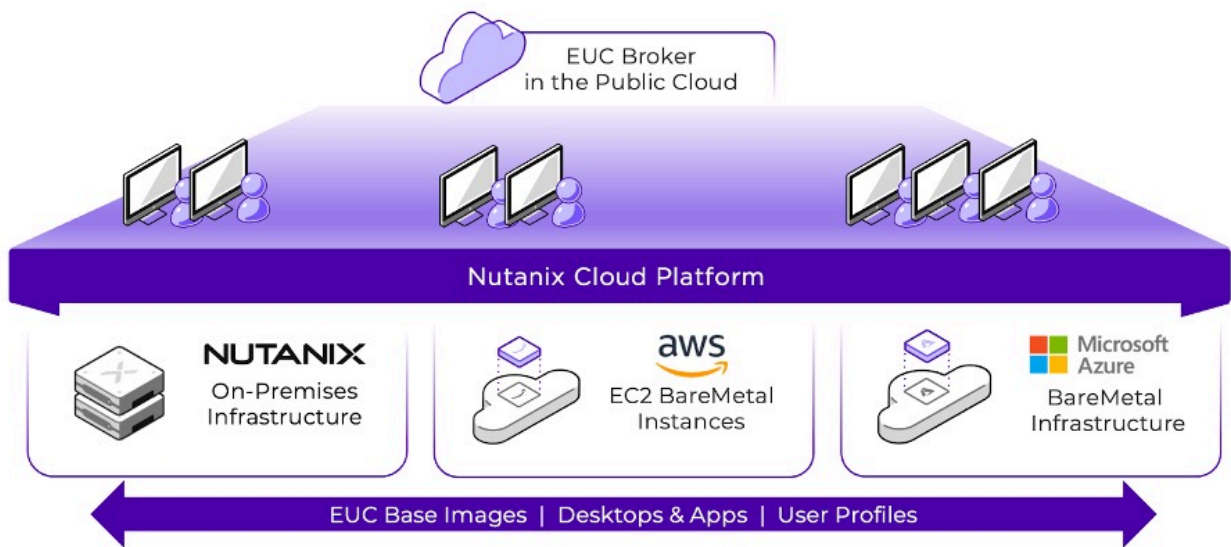 EUC Broker
in the Public Cloud
Nutanix Cloud Platform
NUTANIX
On-Premises
Infrastructure
aws
EC2 BareMetal
Instances
Microsoft
Azure
BareMetal
Infrastructure
EUC Base Images | Desktops & Apps | User Profiles